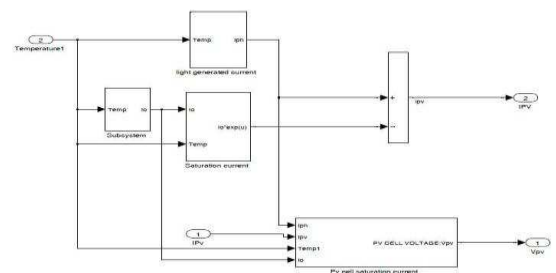 Temp
Iph
light generated current
2
Temperature1
Temp
Io
Subsystem
Io
Temp
Io*exp(u)
Saturation current
+
−
Ipv
2
IPV
1
IPv
Iph
Ipv
Temp1
Io
PV CELL VOLTAGE:Vpv
Pv cell saturation current
1
Vpv